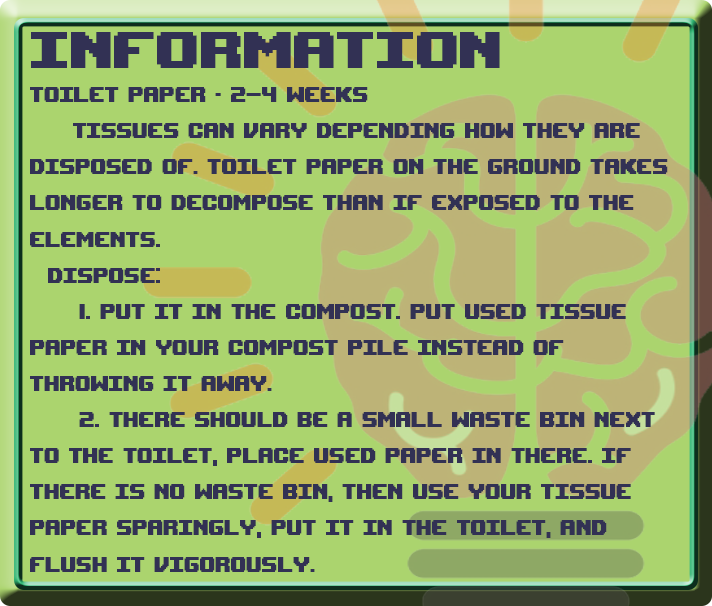 INFORMATION
TOILET PAPER - 2-4 WEEKS
TISSUES CAN VARY DEPENDING HOW THEY ARE
DISPOSED OF. TOILET PAPER ON THE GROUND TAKES
LONGER TO DECOMPOSE THAN IF EXPOSED TO THE
ELEMENTS.
DISPOSE:
1. PUT IT IN THE COMPOST. PUT USED TISSUE
PAPER IN YOUR COMPOST PILE INSTEAD OF
THROWING IT AWAY.
2. THERE SHOULD BE A SMALL WASTE BIN NEXT
TO THE TOILET, PLACE USED PAPER IN THERE. IF
THERE IS NO WASTE BIN, THEN USE YOUR TISSUE
PAPER SPARINGLY, PUT IT IN THE TOILET, AND
FLUSH IT VIGOROUSLY.